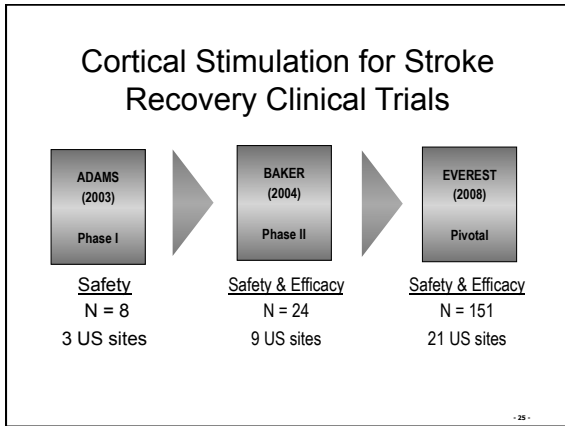 Cortical Stimulation for Stroke
Recovery Clinical Trials
ADAMS
(2003)
Phase I
Safety
N = 8
3 US sites
BAKER
(2004)
Phase II
Safety & Efficacy
N = 24
9 US sites
EVEREST
(2008)
Pivotal
Safety & Efficacy
N = 151
21 US sites
- 25 -